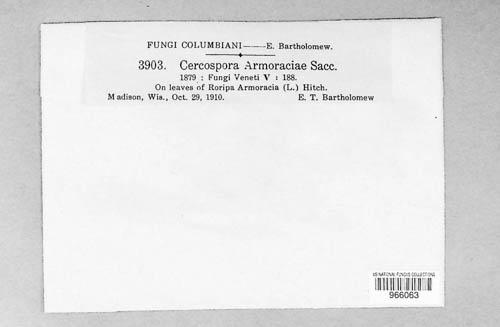 FUNGI COLUMBIANI——E. Bartholomew.
3903. Cercospora Armoraciae Sacc.
1879 : Fungi Veneti V : 188.
On leaves of Roripa Armoracia (L.) Hitch.
Madison, Wis., Oct. 29, 1910. E. T. Bartholomew
US NATIONAL FUNGUS COLLECTIONS
966063